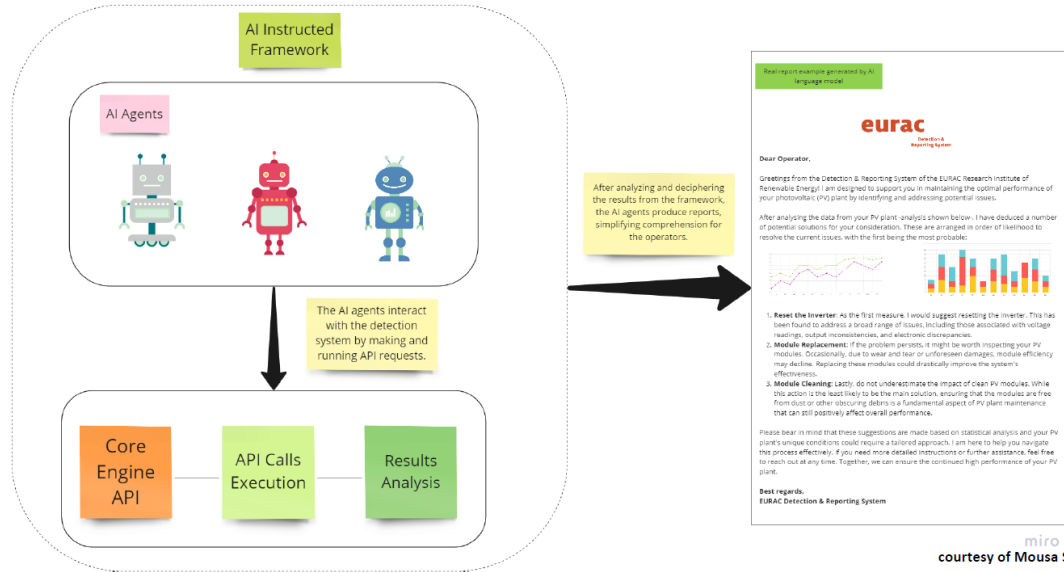 AI Instructed
Framework
AI Agents
The AI agents interact
with the detection
system by making and
running API requests.
Core
Engine
API
API Calls
Execution
Results
Analysis
After analyzing and deciphering
the results from the framework,
the AI agents produce reports,
simplifying comprehension for
the operators.
Real report example generated by AI
language model
eurac
Detection &
Reporting System
Dear Operator,
Greetings from the Detection & Reporting System of the EURAC Research Institute of
Renewable Energy! I am designed to support you in maintaining the optimal performance of
your photovoltaic (PV) plant by identifying and addressing potential issues.
After analysing the data from your PV plant -analysis shown below-, I have deduced a number
of potential solutions for your consideration. These are arranged in order of likelihood to
resolve the current issues, with the first being the most probable:
1. Reset the Inverter: As the first measure, I would suggest resetting the inverter. This has
been found to address a broad range of issues, including those associated with voltage
readings, output inconsistencies, and electronic discrepancies.
2. Module Replacement: If the problem persists, it might be worth inspecting your PV
modules. Occasionally, due to wear and tear or unforeseen damages, module efficiency
may decline. Replacing these modules could drastically improve the system's
effectiveness.
3. Module Cleaning: Lastly, do not underestimate the impact of clean PV modules. While
this action is the least likely to be the main solution, ensuring that the modules are free
from dust or other obscuring debris is a fundamental aspect of PV plant maintenance
that can still positively affect overall performance.
Please bear in mind that these suggestions are made based on statistical analysis and your PV
plant's unique conditions could require a tailored approach. I am here to help you navigate
this process effectively. If you need more detailed instructions or further assistance, feel free
to reach out at any time. Together, we can ensure the continued high performance of your PV
plant.
Best regards,
EURAC Detection & Reporting System
miro
courtesy of Mousa S